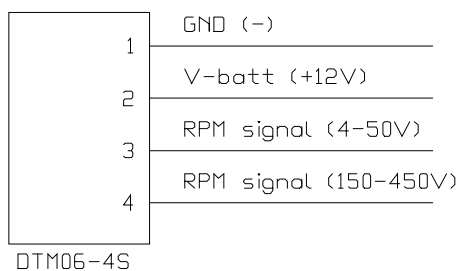 GND (-)
1
V-batt (+12V)
2
RPM signal (4-50V)
3
RPM signal (150-450V)
4
DTM06-4S